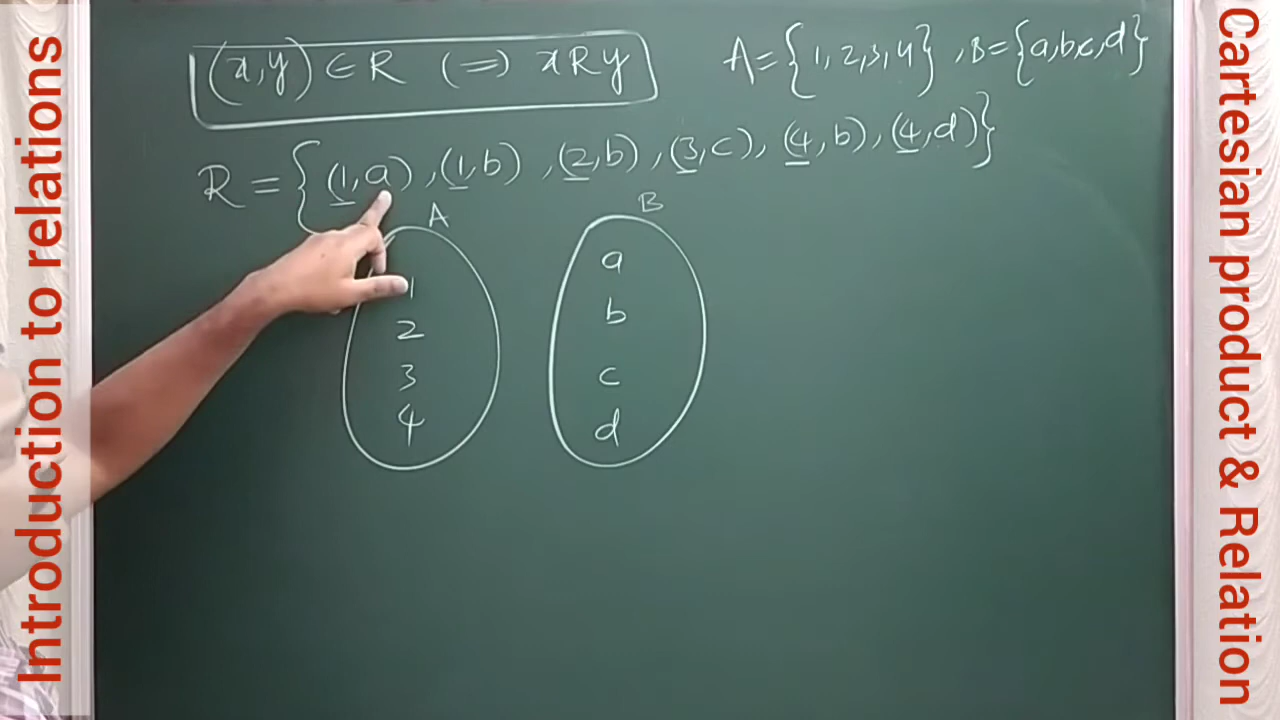 Introduction to relations
(x,y) ∈ R ⟺ xRy
A={1,2,3,4}, B={a,b,c,d}
R = {(1,a),(1,b),(2,b),(3,c),(4,b),(4,d)}
A
B
1
2
3
4
a
b
c
d
Cartesian product & Relation